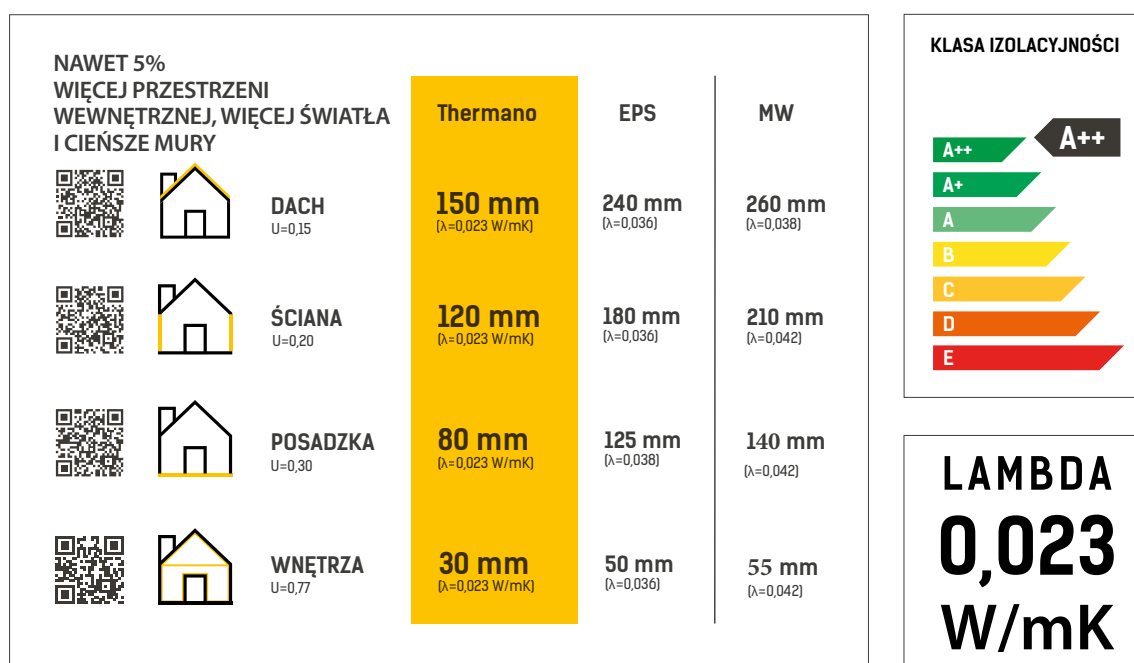 NAWET 5%
WIĘCEJ PRZESTRZENI
WEWNĘTRZNEJ, WIĘCEJ ŚWIATŁA
I CIEŃSZE MURY
Thermano EPS MW
DACH
U=0,15
150 mm 240 mm 260 mm
(λ=0,023 W/mK) (λ=0,036) (λ=0,038)
ŚCIANA
U=0,20
120 mm 180 mm 210 mm
(λ=0,023 W/mK) (λ=0,036) (λ=0,042)
POSADZKA
U=0,30
80 mm 125 mm 140 mm
(λ=0,023 W/mK) (λ=0,038) (λ=0,042)
WNĘTRZA
U=0,77
30 mm 50 mm 55 mm
(λ=0,023 W/mK) (λ=0,036) (λ=0,042)
KLASA IZOLACYJNOŚCI
A++
A++
A+
A
B
C
D
E
LAMBDA
0,023
W/mK